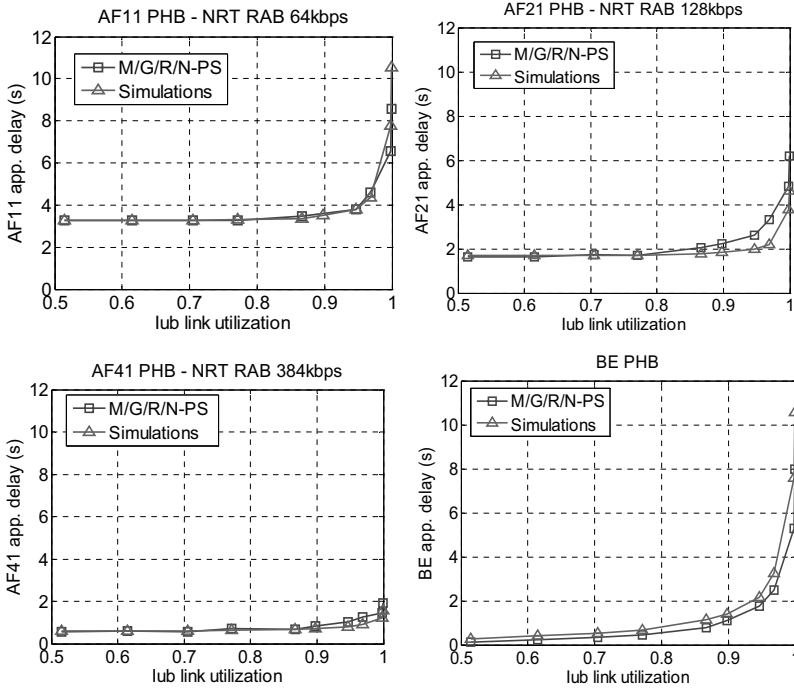 AF11 PHB - NRT RAB 64kbps
12
10
8
6
4
2
0
0.5
0.6
0.7
0.8
0.9
1
AF11 app. delay (s)
Iub link utilization
M/G/R/N-PS
Simulations
AF21 PHB - NRT RAB 128kbps
12
10
8
6
4
2
0
0.5
0.6
0.7
0.8
0.9
1
AF21 app. delay (s)
Iub link utilization
M/G/R/N-PS
Simulations
AF41 PHB - NRT RAB 384kbps
12
10
8
6
4
2
0
0.5
0.6
0.7
0.8
0.9
1
AF41 app. delay (s)
Iub link utilization
M/G/R/N-PS
Simulations
BE PHB
12
10
8
6
4
2
0
0.5
0.6
0.7
0.8
0.9
1
BE app. delay (s)
Iub link utilization
M/G/R/N-PS
Simulations